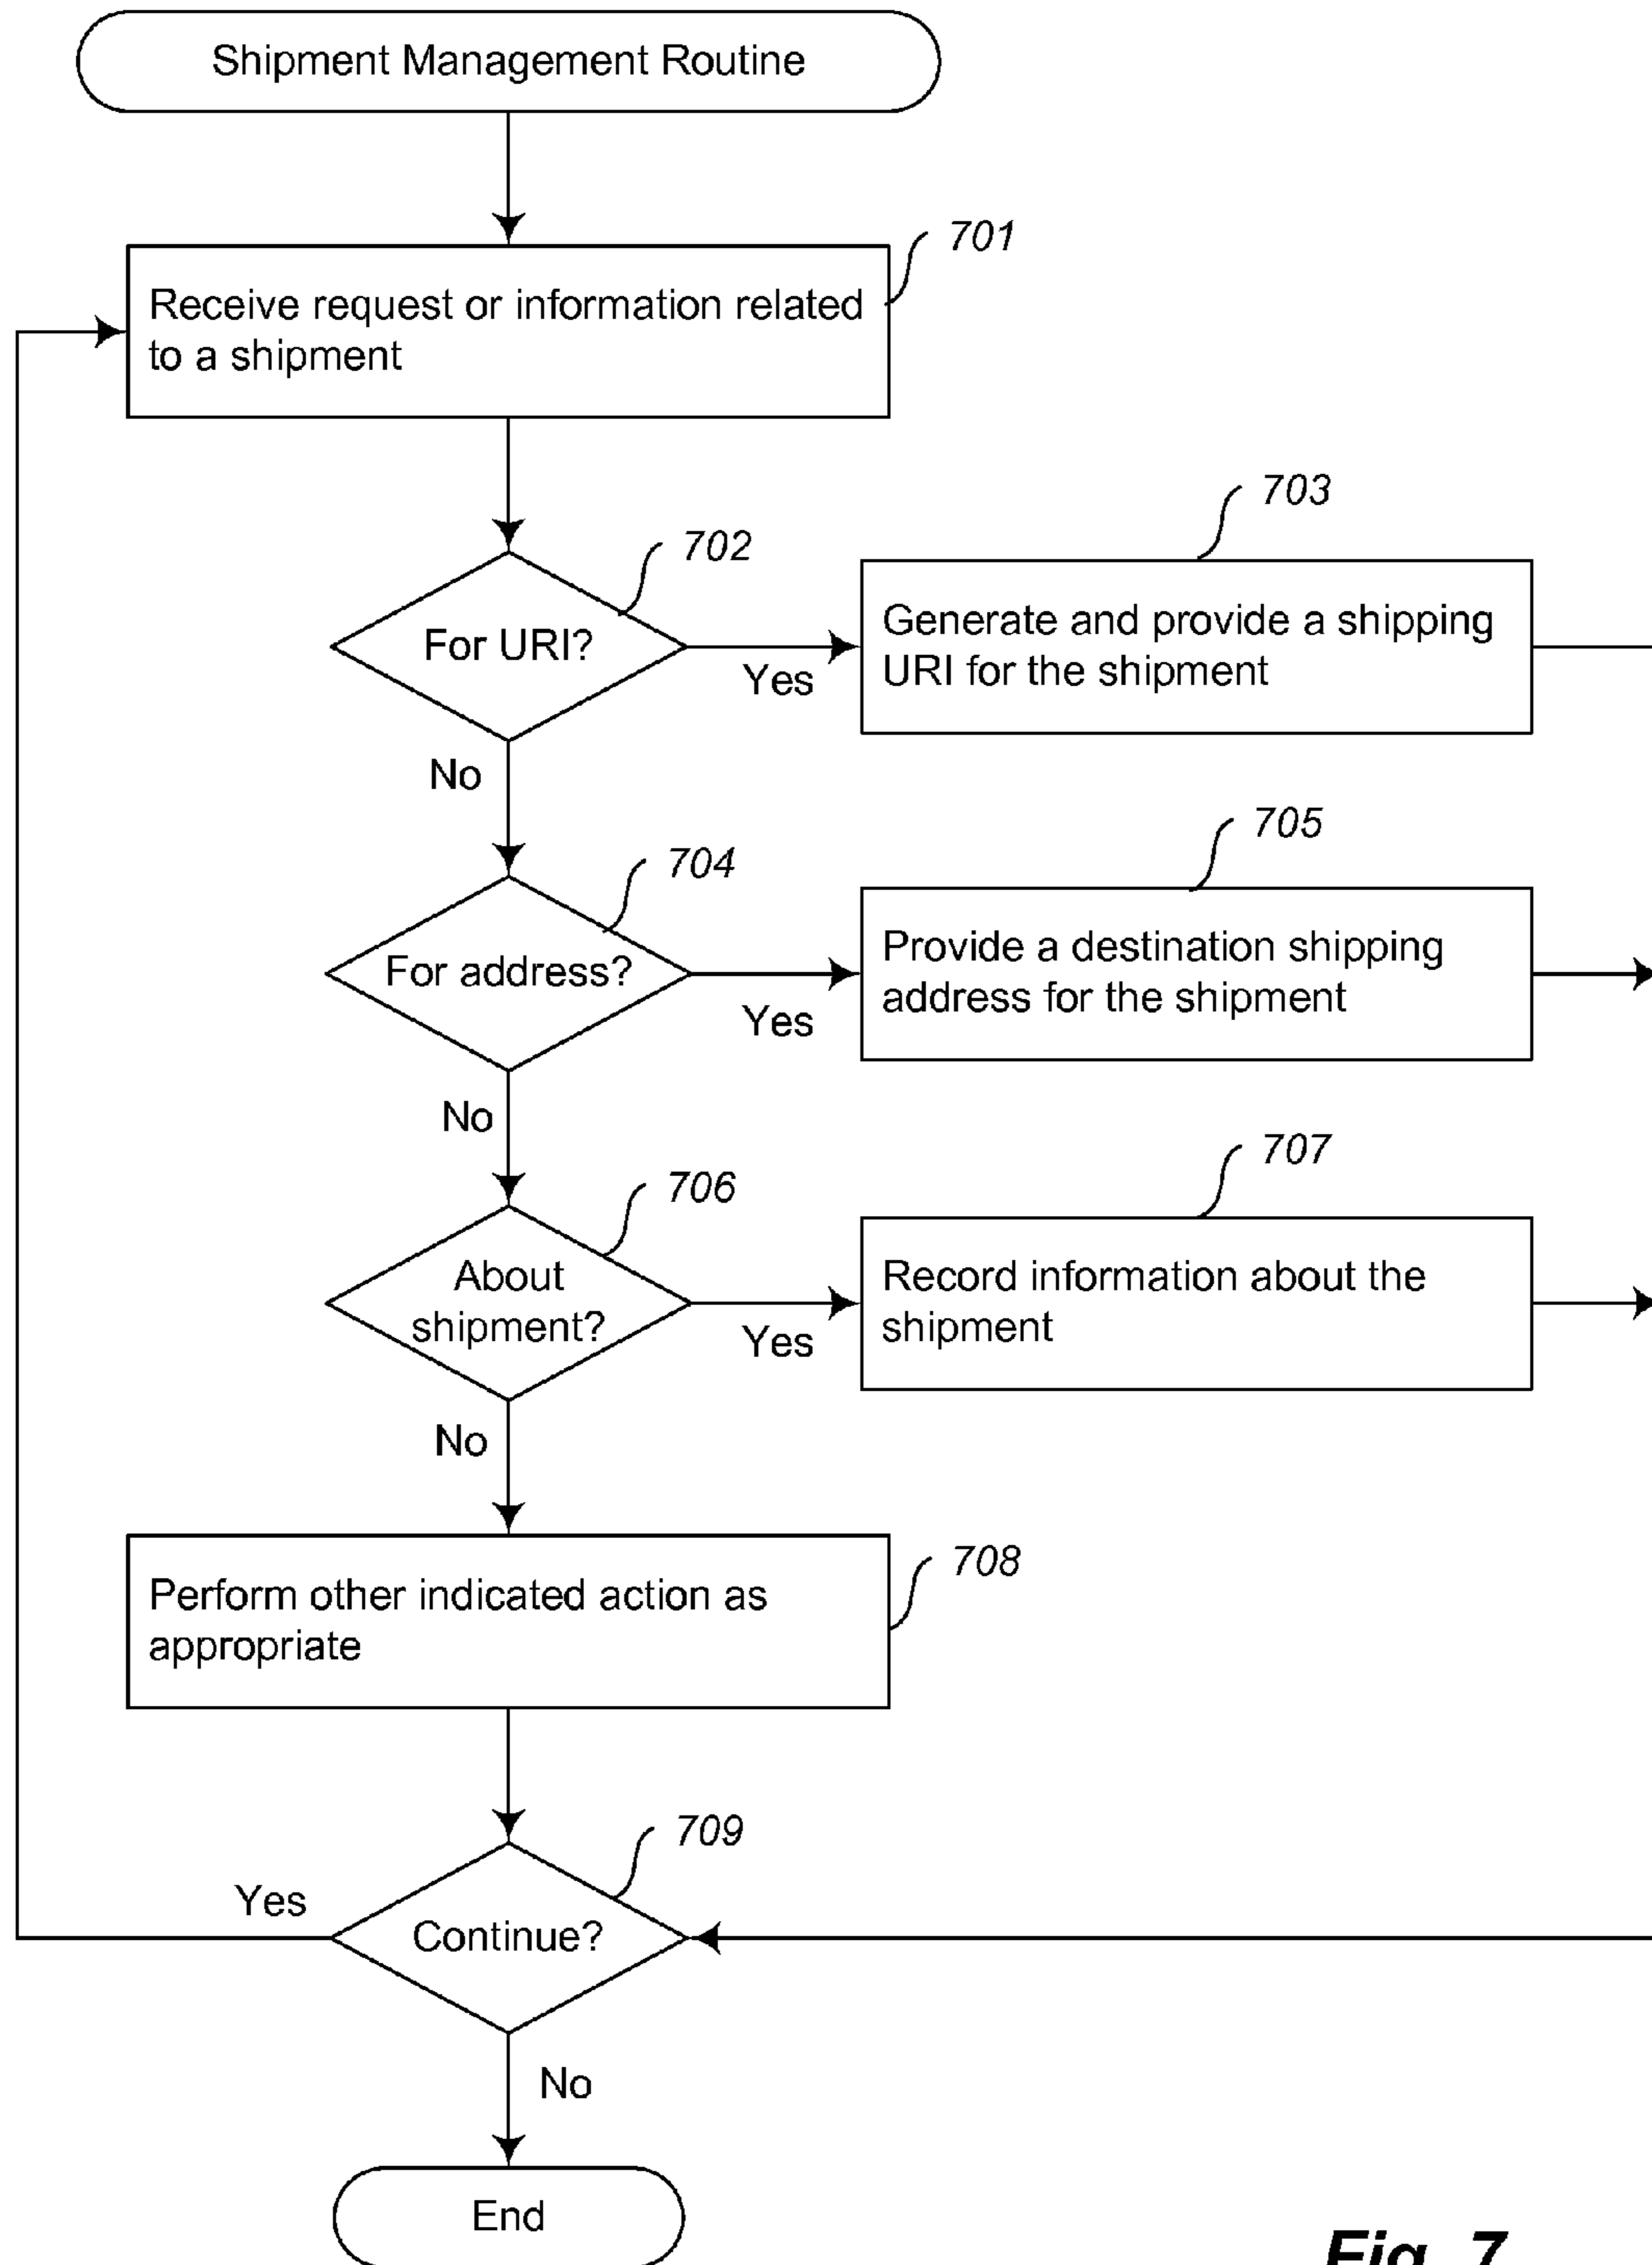 Shipment Management Routine
701
Receive request or information related
to a shipment
702
For URI?
Yes
No
703
Generate and provide a shipping
URI for the shipment
704
For address?
Yes
No
705
Provide a destination shipping
address for the shipment
706
About
shipment?
Yes
No
707
Record information about the
shipment
708
Perform other indicated action as
appropriate
709
Continue?
Yes
No
End
Fig. 7